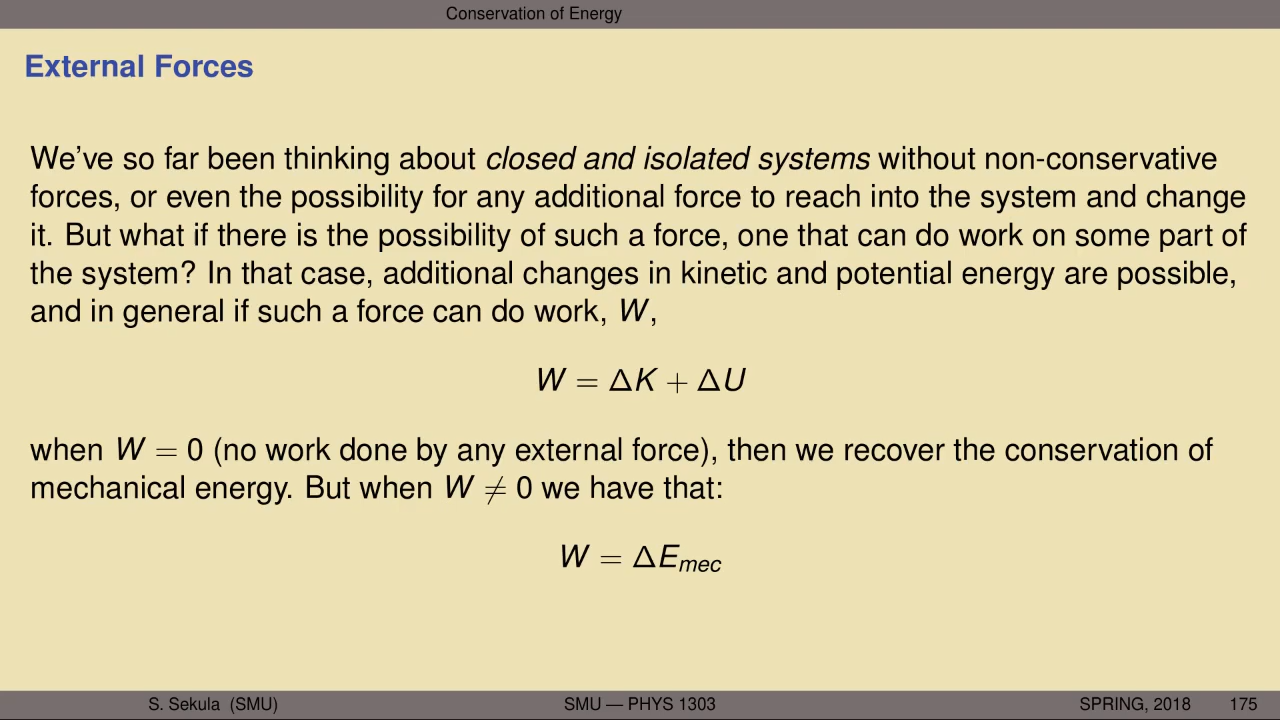 Conservation of Energy
External Forces
We've so far been thinking about closed and isolated systems without non-conservative
forces, or even the possibility for any additional force to reach into the system and change
it. But what if there is the possibility of such a force, one that can do work on some part of
the system? In that case, additional changes in kinetic and potential energy are possible,
and in general if such a force can do work, W,
W = ΔK + ΔU
when W = 0 (no work done by any external force), then we recover the conservation of
mechanical energy. But when W ≠ 0 we have that:
W = ΔE_mec
S. Sekula (SMU) SMU — PHYS 1303 SPRING, 2018 175